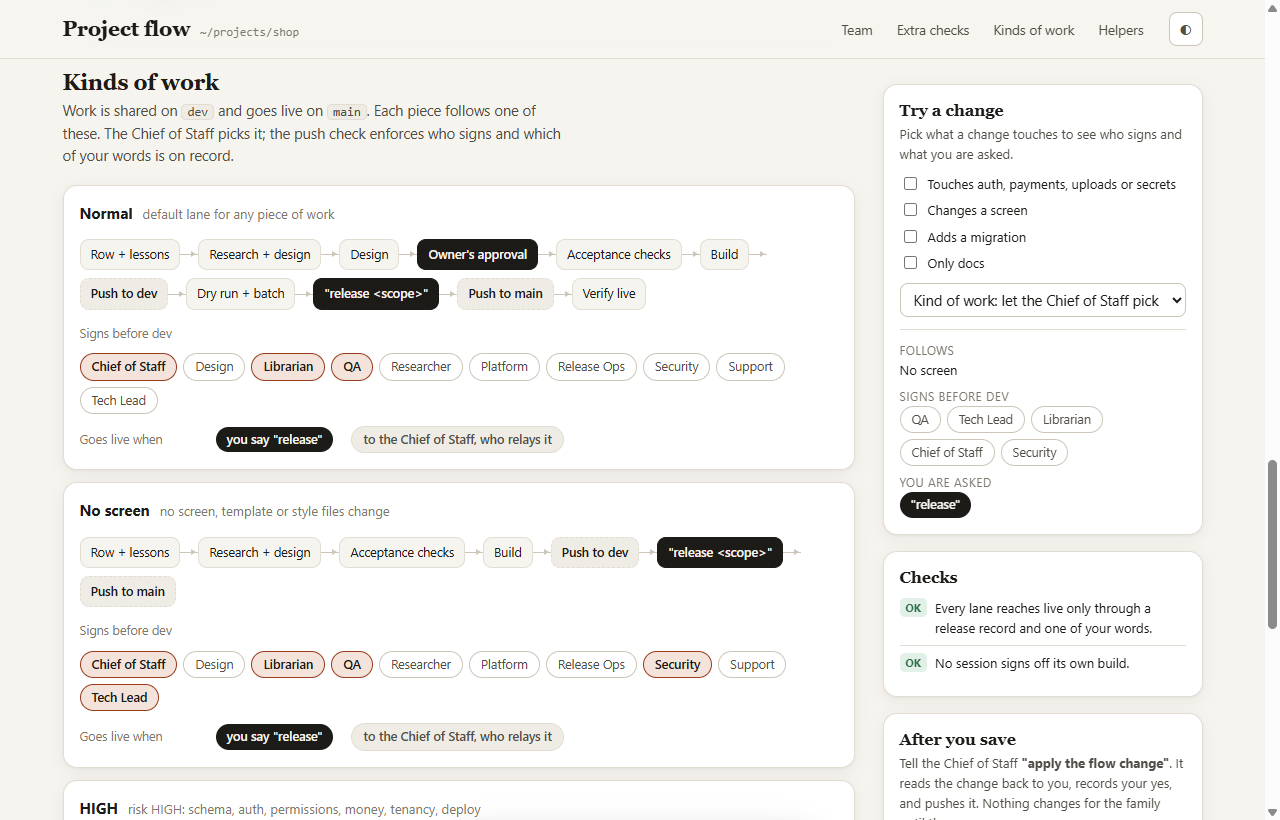 Project flow ~/projects/shop
Team Extra checks Kinds of work Helpers
Kinds of work
Work is shared on dev and goes live on main. Each piece follows one of
these. The Chief of Staff picks it; the push check enforces who signs and which
of your words is on record.
Normal default lane for any piece of work
Row + lessons Research + design Design Owner's approval Acceptance checks Build
Push to dev Dry run + batch "release <scope>" Push to main Verify live
Signs before dev
Chief of Staff Design Librarian QA Researcher Platform Release Ops Security Support
Tech Lead
Goes live when you say "release" to the Chief of Staff, who relays it
No screen no screen, template or style files change
Row + lessons Research + design Acceptance checks Build Push to dev "release <scope>"
Push to main
Signs before dev
Chief of Staff Design Librarian QA Researcher Platform Release Ops Security Support
Tech Lead
Goes live when you say "release" to the Chief of Staff, who relays it
HIGH risk HIGH: schema, auth, permissions, money, tenancy, deploy
Try a change
Pick what a change touches to see who signs and
what you are asked.
Touches auth, payments, uploads or secrets
Changes a screen
Adds a migration
Only docs
Kind of work: let the Chief of Staff pick
FOLLOWS
No screen
SIGNS BEFORE DEV
QA Tech Lead Librarian
Chief of Staff Security
YOU ARE ASKED
"release"
Checks
OK Every lane reaches live only through a
release record and one of your words.
OK No session signs off its own build.
After you save
Tell the Chief of Staff "apply the flow change". It
reads the change back to you, records your yes,
and pushes it. Nothing changes for the family